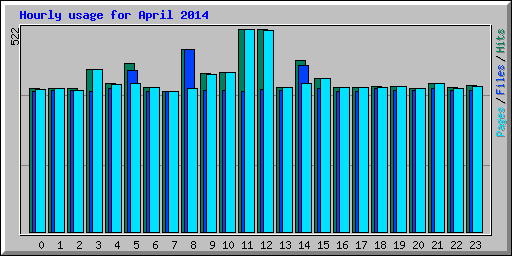 Hourly usage for April 2014
522
Pages/Files/Hits
0 1 2 3 4 5 6 7 8 9 10 11 12 13 14 15 16 17 18 19 20 21 22 23